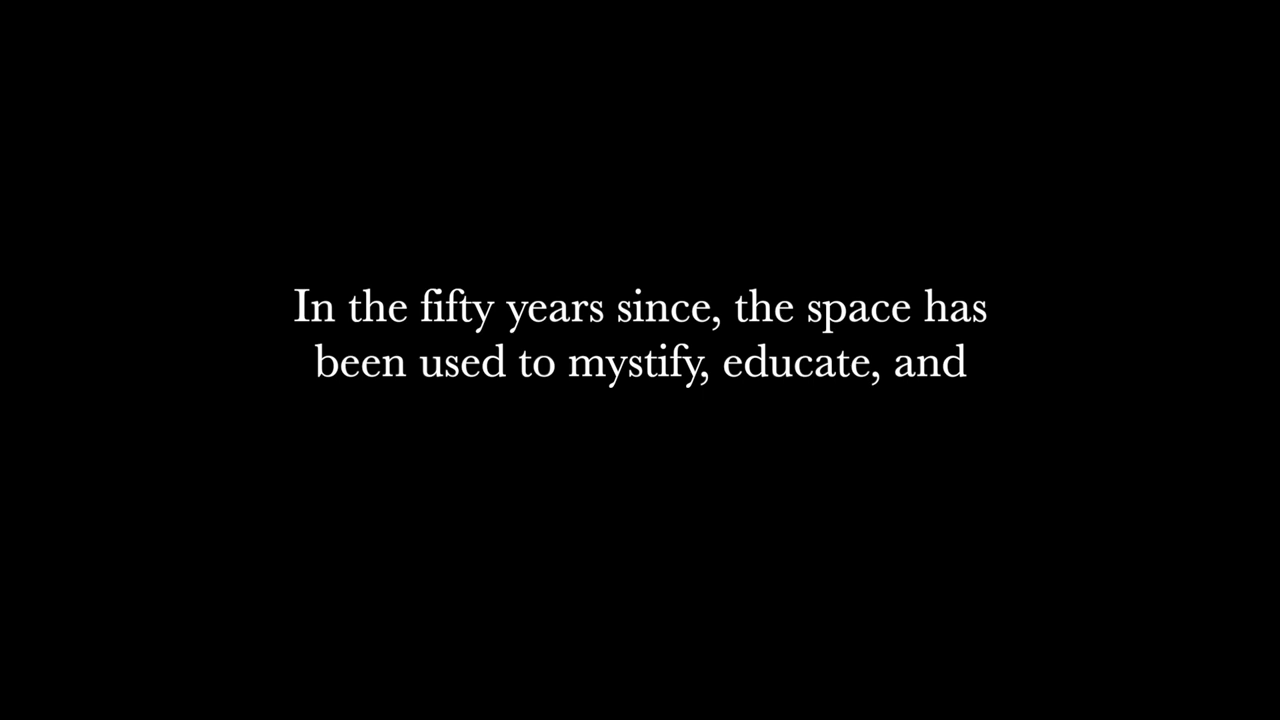 In the fifty years since, the space has
been used to mystify, educate, and